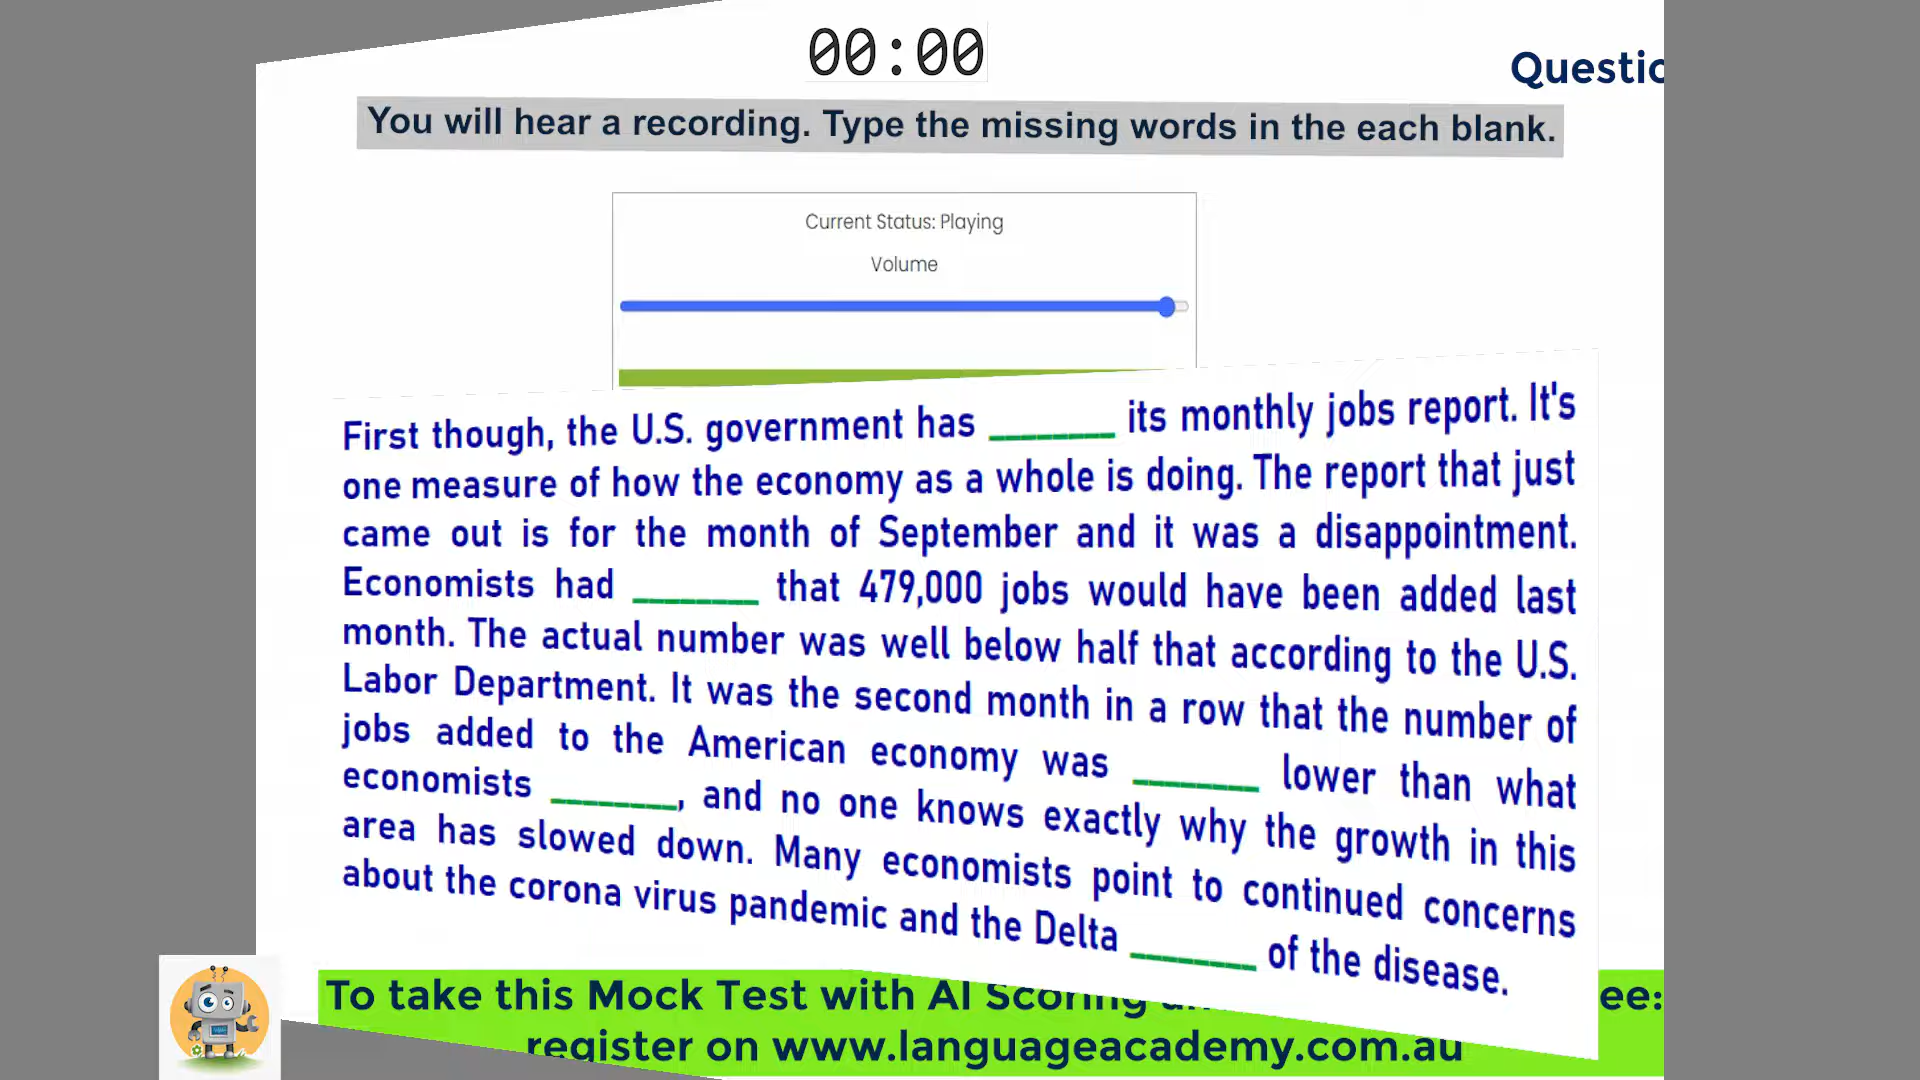 00:00
Questio
You will hear a recording. Type the missing words in the each blank.
Current Status: Playing
Volume
First though, the U.S. government has ________ its monthly jobs report. It's
one measure of how the economy as a whole is doing. The report that just
came out is for the month of September and it was a disappointment.
Economists had ________ that 479,000 jobs would have been added last
month. The actual number was well below half that according to the U.S.
Labor Department. It was the second month in a row that the number of
jobs added to the American economy was ________ lower than what
economists ________, and no one knows exactly why the growth in this
area has slowed down. Many economists point to continued concerns
about the corona virus pandemic and the Delta ________ of the disease.
To take this Mock Test with AI Scoring ee:
register on www.languageacademy.com.au